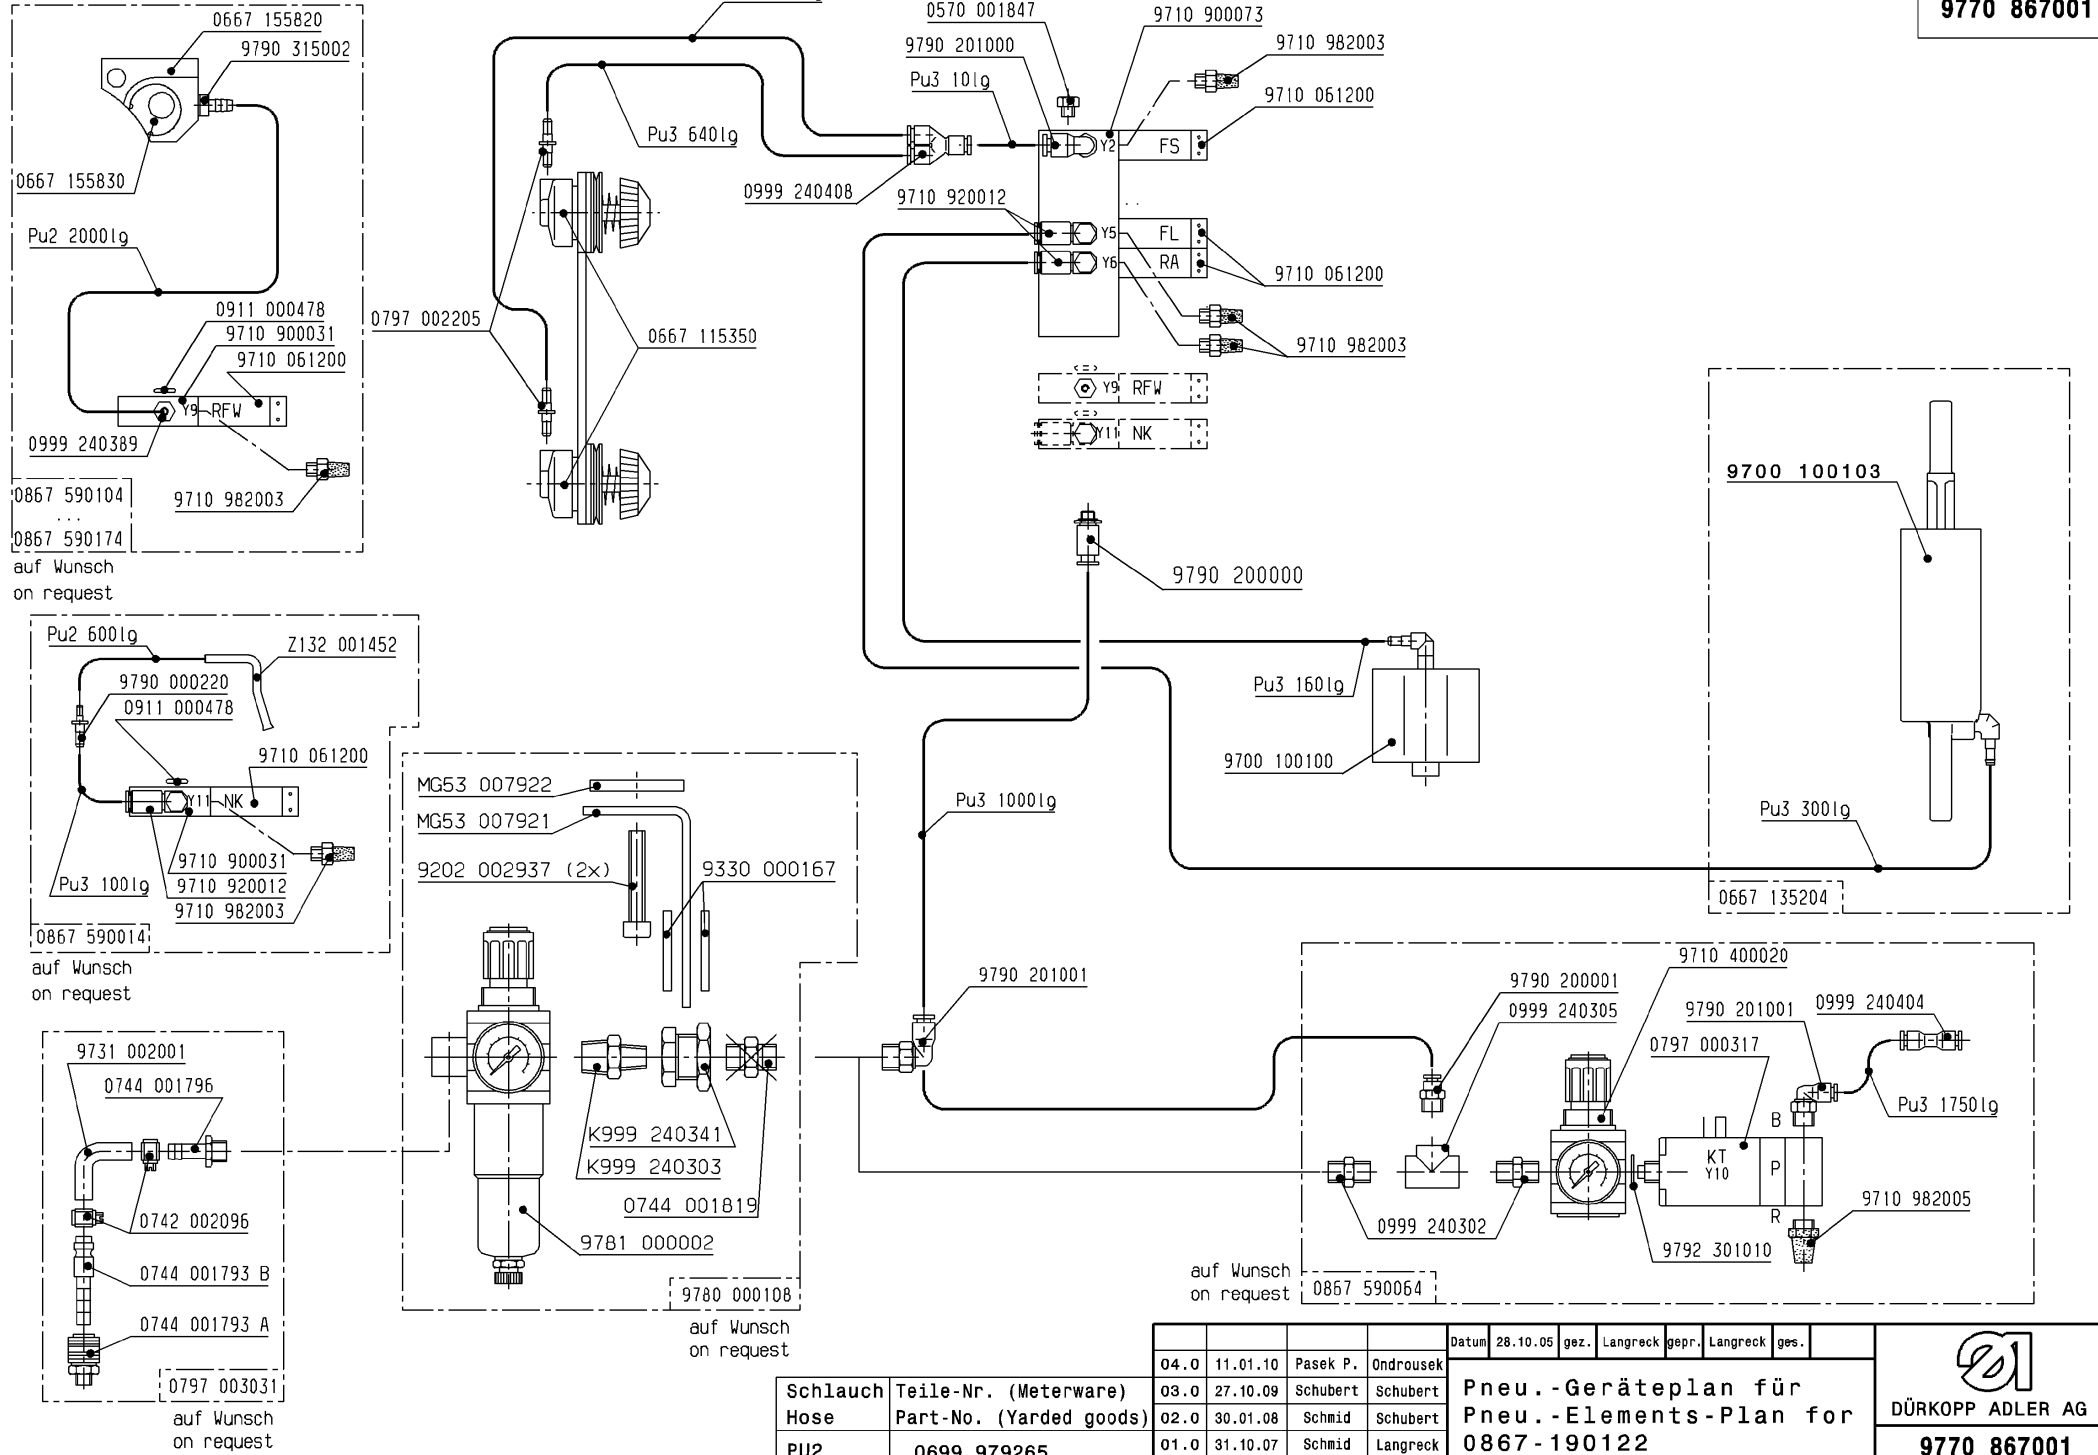 9770 867001
0667 155820
9790 315002
0667 155830
Pu2 2000lg
0911 000478
9710 900031
9710 061200
Y9
RFW
0999 240389
9710 982003
0867 590104
...
0867 590174
auf Wunsch
on request
0797 002205
Pu3 640lg
0667 115350
0999 240408
0570 001847
9710 900073
9790 201000
9710 982003
Pu3 10lg
9710 061200
Y2
FS
9710 920012
Y5
FL
Y6
RA
9710 061200
9710 982003
Y9
RFW
Y11
NK
9790 200000
Pu3 160lg
9700 100100
9700 100103
Pu3 300lg
0667 135204
Pu3 1000lg
Pu2 600lg
Z132 001452
9790 000220
0911 000478
9710 061200
Y11
NK
9710 900031
Pu3 100lg
9710 920012
9710 982003
0867 590014
auf Wunsch
on request
MG53 007922
MG53 007921
9202 002937 (2x)
9330 000167
K999 240341
K999 240303
0744 001819
9781 000002
9780 000108
auf Wunsch
on request
9731 002001
0744 001796
0742 002096
0744 001793 B
0744 001793 A
0797 003031
auf Wunsch
on request
9790 201001
9710 400020
9790 200001
0999 240305
9790 201001
0999 240404
0797 000317
Pu3 1750lg
B
KT
Y10
P
R
9710 982005
0999 240302
9792 301010
auf Wunsch
on request
0867 590064
Schlauch Teile-Nr. (Meterware)
Hose Part-No. (Yarded goods)
PU2 0699 979265
04.0 11.01.10 Pasek P. Ondrousek
03.0 27.10.09 Schubert Schubert
02.0 30.01.08 Schmid Schubert
01.0 31.10.07 Schmid Langreck
Datum 28.10.05 gez. Langreck gepr. Langreck ges.
Pneu.-Geräteplan für
Pneu.-Elements-Plan for
0867-190122
DÜRKOPP ADLER AG
9770 867001